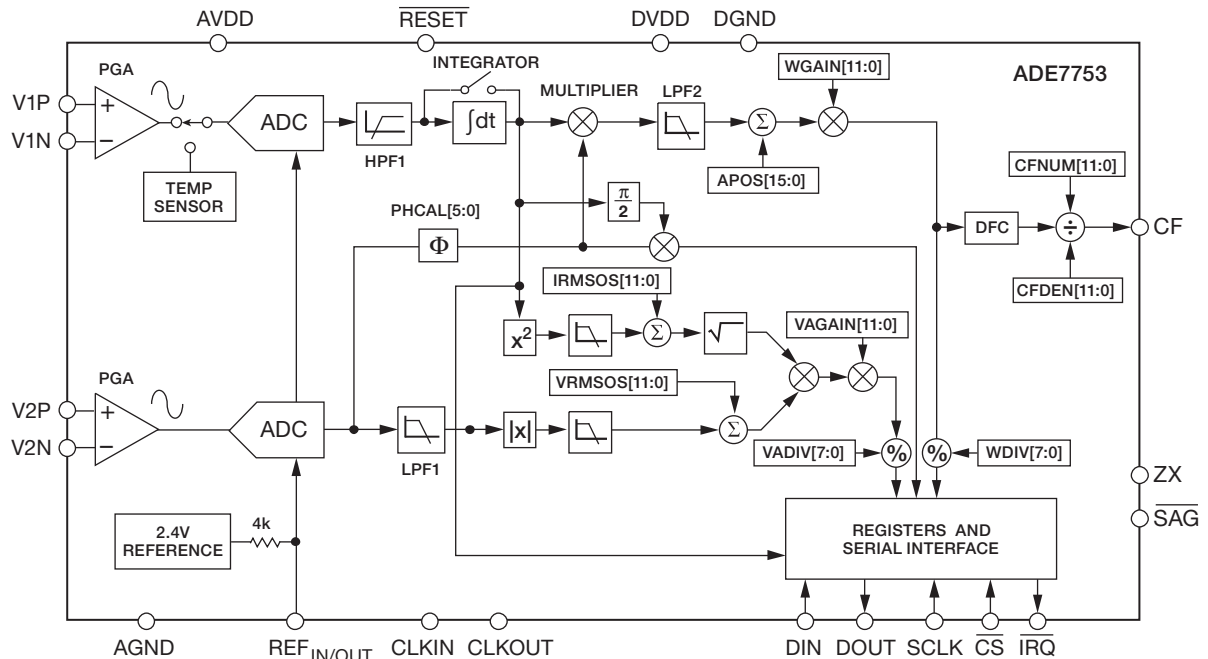 AVDD RESET DVDD DGND
WGAIN[11:0]
ADE7753
INTEGRATOR
PGA
MULTIPLIER LPF2
V1P + ADC ∫dt Σ CFNUM[11:0]
V1N −
HPF1
APOS[15:0]
TEMP
SENSOR
π
2
PHCAL[5:0]
Φ
DFC ÷ CF
IRMSOS[11:0]
CFDEN[11:0]
x² Σ √ VAGAIN[11:0]
PGA
VRMSOS[11:0]
V2P + ADC |x| Σ
V2N −
LPF1
VADIV[7:0] % % WDIV[7:0]
ZX
2.4V
REFERENCE
4k
REGISTERS AND
SERIAL INTERFACE
SAG
AGND REFIN/OUT CLKIN CLKOUT DIN DOUT SCLK CS IRQ